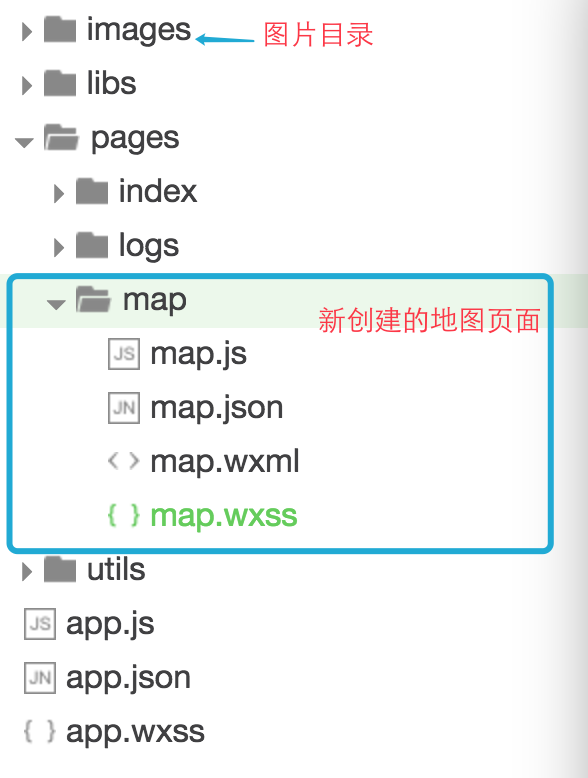 images 图片目录
libs
pages
index
logs
map
新创建的地图页面
JS map.js
JN map.json
map.wxml
map.wxss
utils
JS app.js
JN app.json
app.wxss